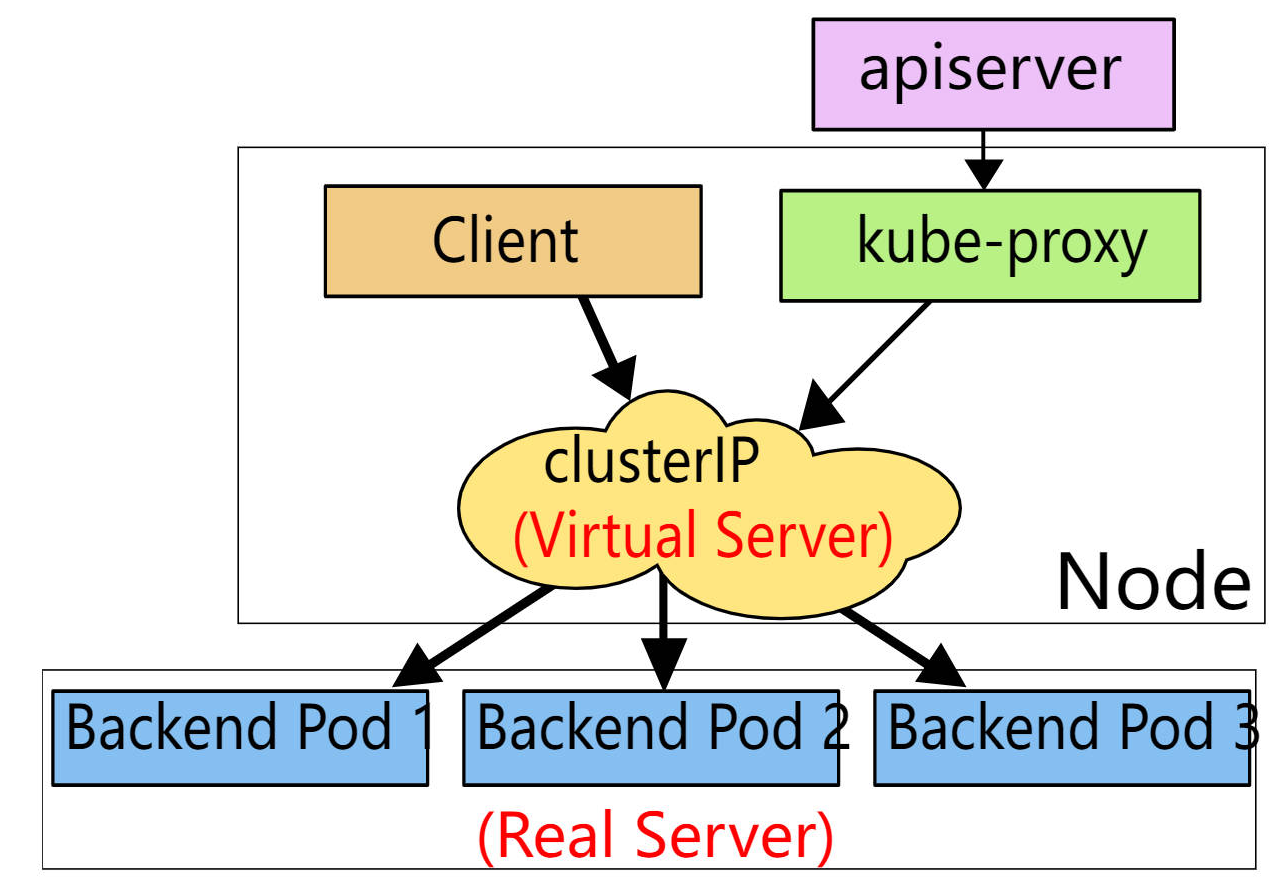 apiserver
Client
kube-proxy
clusterIP
(Virtual Server)
Node
Backend Pod 1
Backend Pod 2
Backend Pod 3
(Real Server)